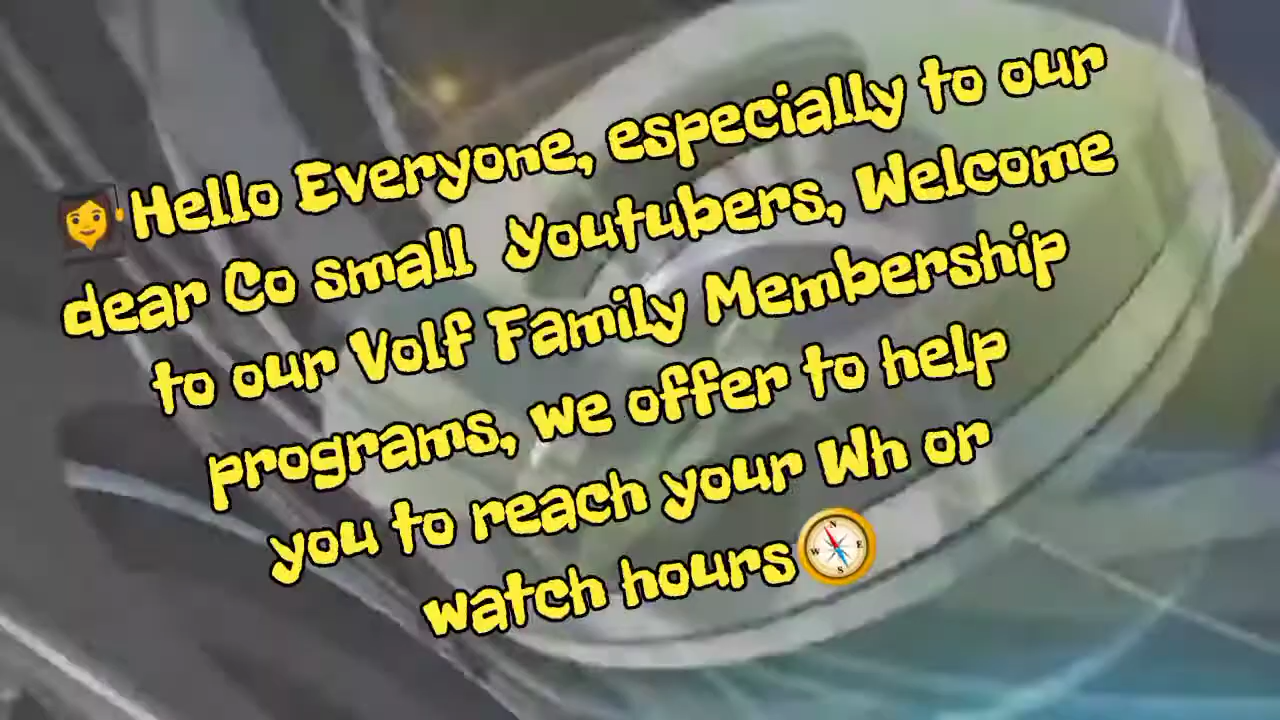 👩Hello Everyone, especially to our
dear Co small Youtubers, Welcome
to our Volf Family Membership
programs, we offer to help
you to reach your Wh or
watch hours🧭